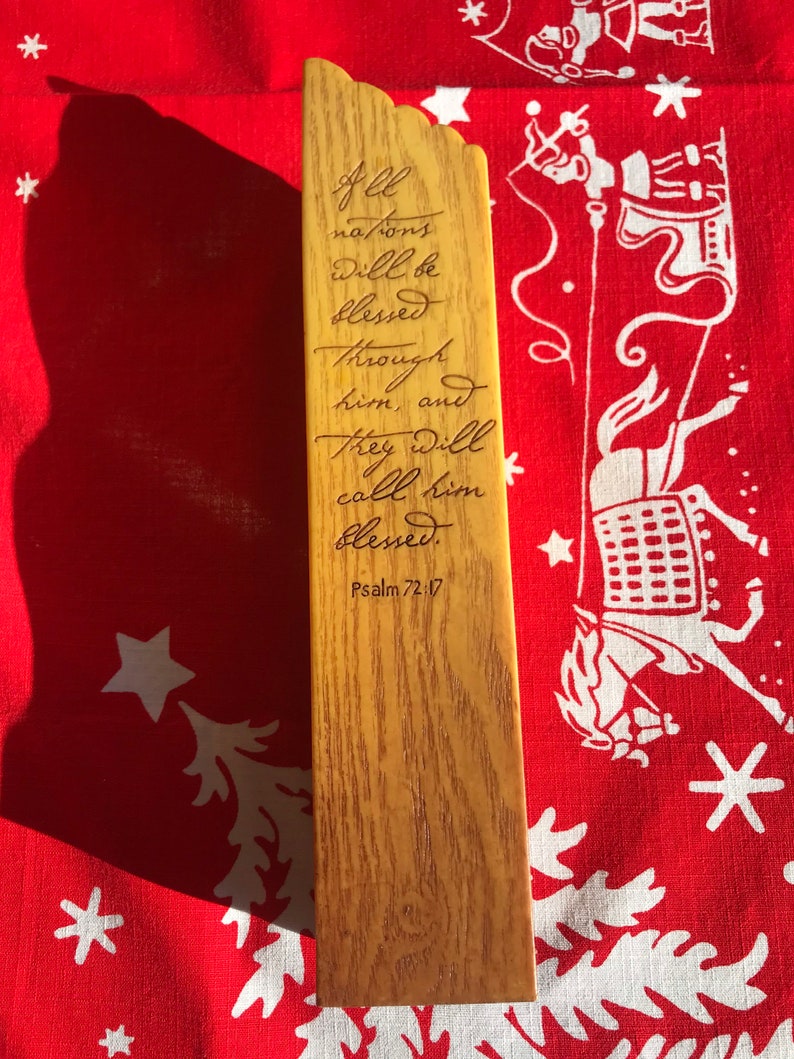 All
nations
will be
blessed
through
him, and
they will
call him
blessed.
Psalm 72:17